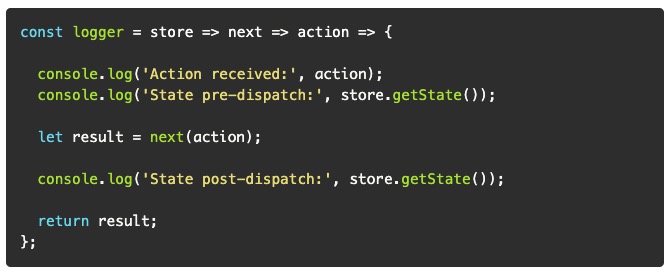 const logger = store => next => action => {
console.log('Action received:', action);
console.log('State pre-dispatch:', store.getState());
let result = next(action);
console.log('State post-dispatch:', store.getState());
return result;
};